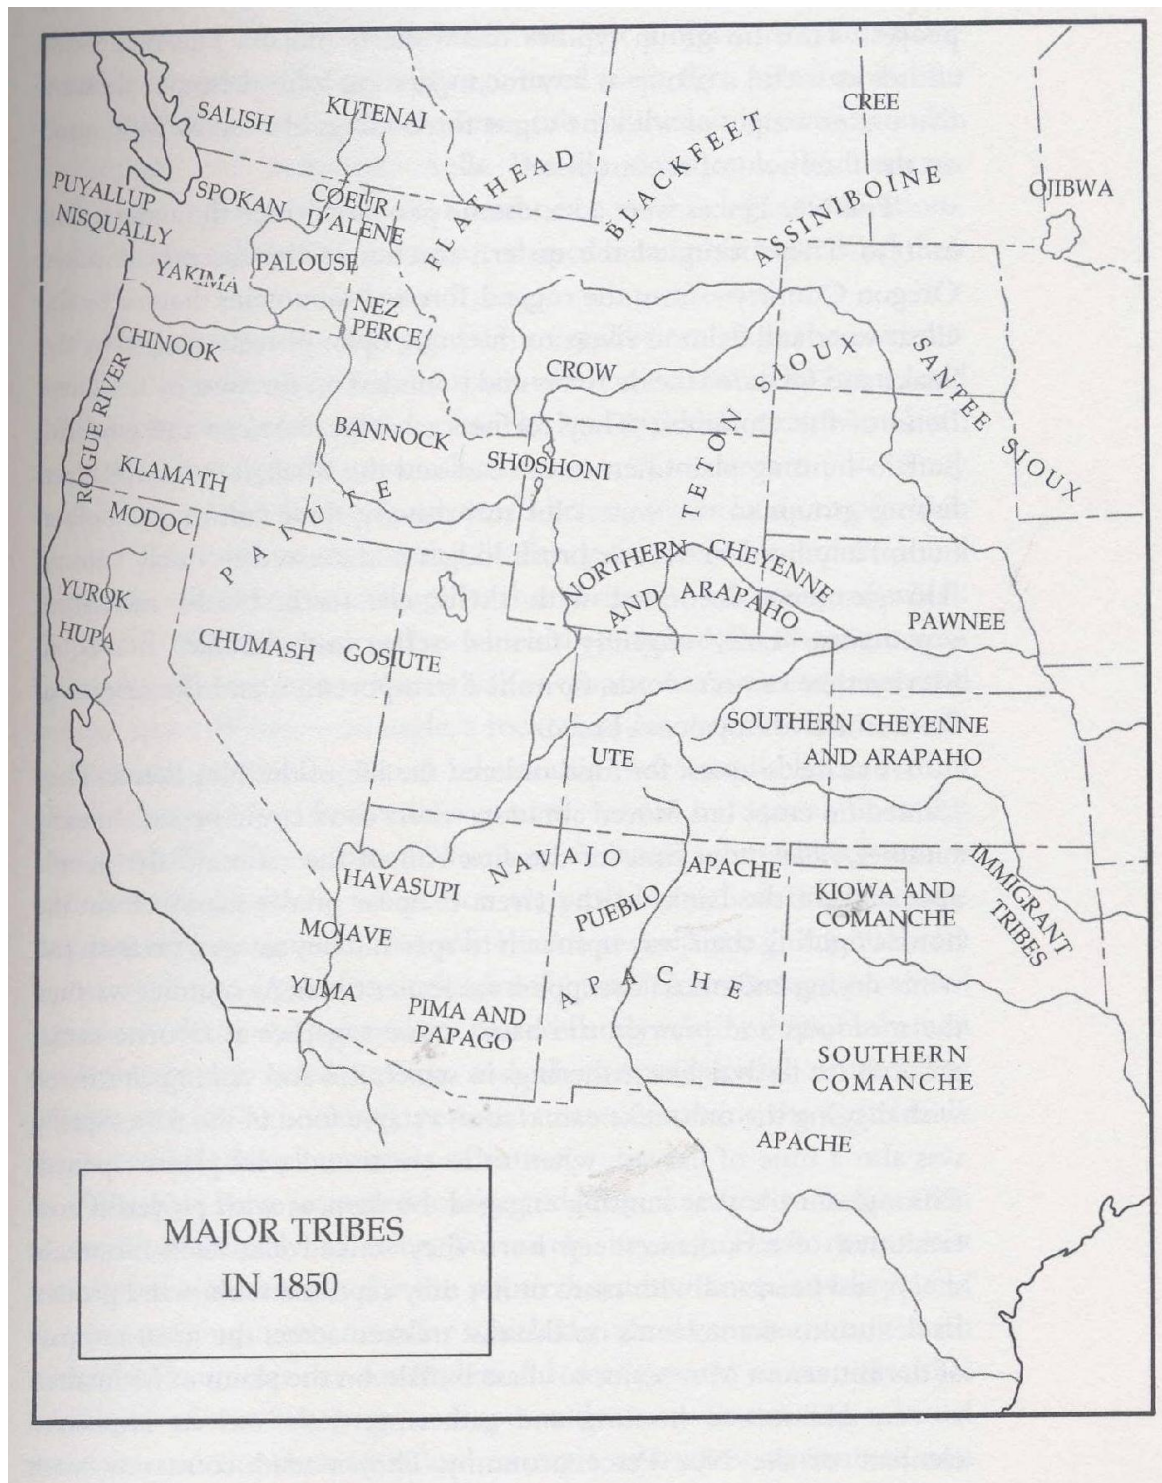 SALISH
KUTENAI
CREE
FLATHEAD
BLACKFEET
ASSINIBOINE
OJIBWA
PUYALLUP
NISQUALLY
SPOKAN
COEUR
D'ALENE
YAKIMA
PALOUSE
NEZ
PERCE
CHINOOK
ROGUE RIVER
CROW
TETON SIOUX
SANTEE SIOUX
BANNOCK
SHOSHONI
KLAMATH
MODOC
PAIUTE
YUROK
HUPA
NORTHERN CHEYENNE
AND ARAPAHO
PAWNEE
CHUMASH
GOSIUTE
SOUTHERN CHEYENNE
AND ARAPAHO
UTE
HAVASUPI
NAVAJO
APACHE
PUEBLO
KIOWA AND
COMANCHE
IMMIGRANT
TRIBES
MOJAVE
YUMA
PIMA AND
PAPAGO
APACHE
SOUTHERN
COMANCHE
APACHE
MAJOR TRIBES
IN 1850